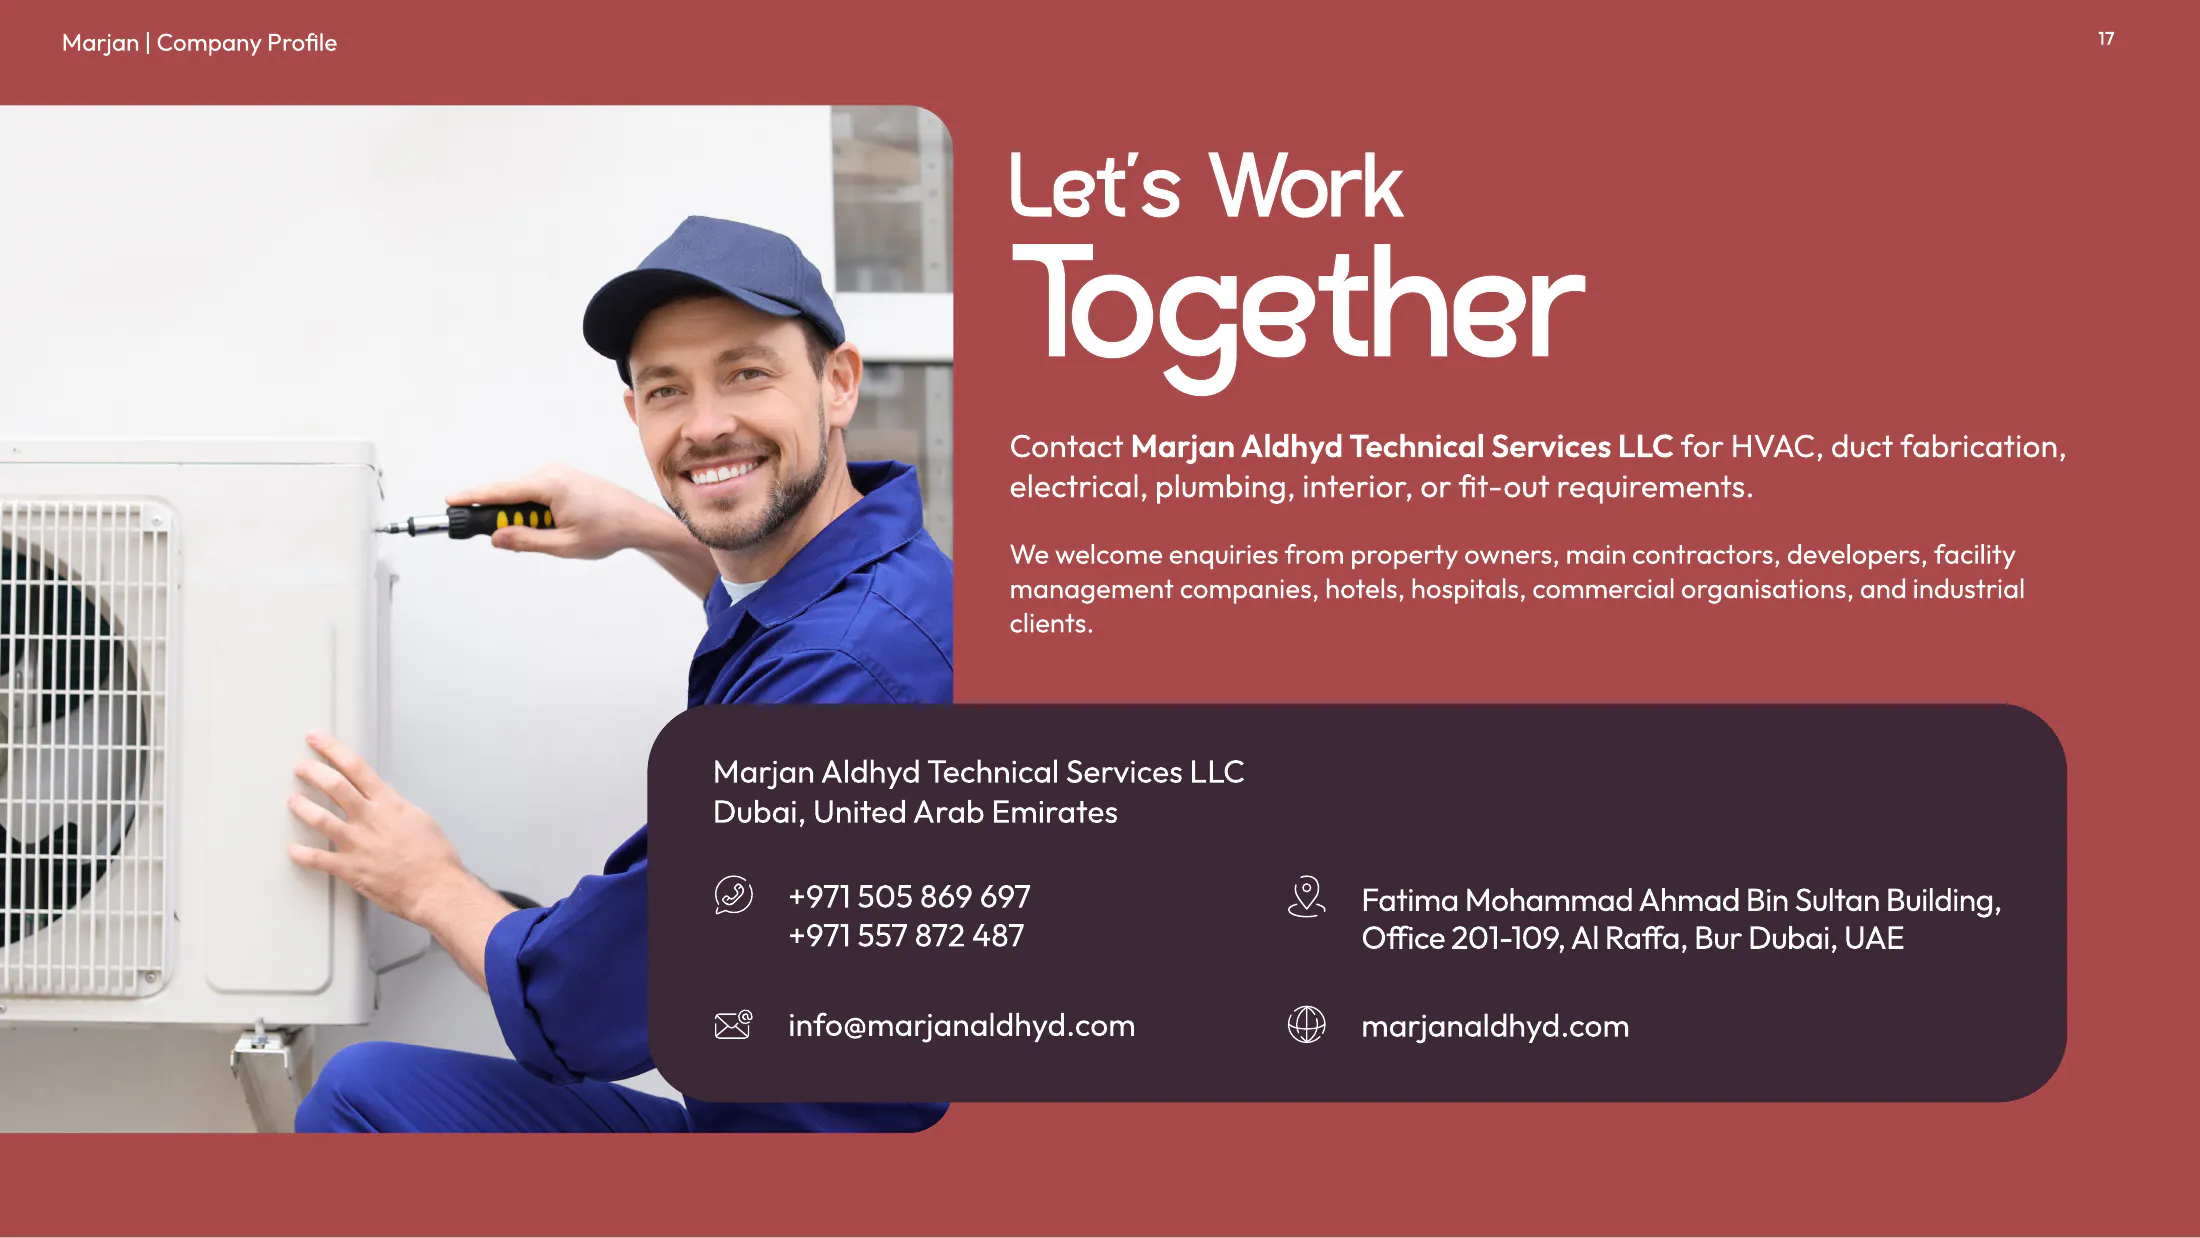 Marjan | Company Profile
17
Let's Work
Together
Contact Marjan Aldhyd Technical Services LLC for HVAC, duct fabrication,
electrical, plumbing, interior, or fit-out requirements.
We welcome enquiries from property owners, main contractors, developers, facility
management companies, hotels, hospitals, commercial organisations, and industrial
clients.
Marjan Aldhyd Technical Services LLC
Dubai, United Arab Emirates
+971 505 869 697
+971 557 872 487
Fatima Mohammad Ahmad Bin Sultan Building,
Office 201-109, Al Raffa, Bur Dubai, UAE
info@marjanaldhyd.com
marjanaldhyd.com